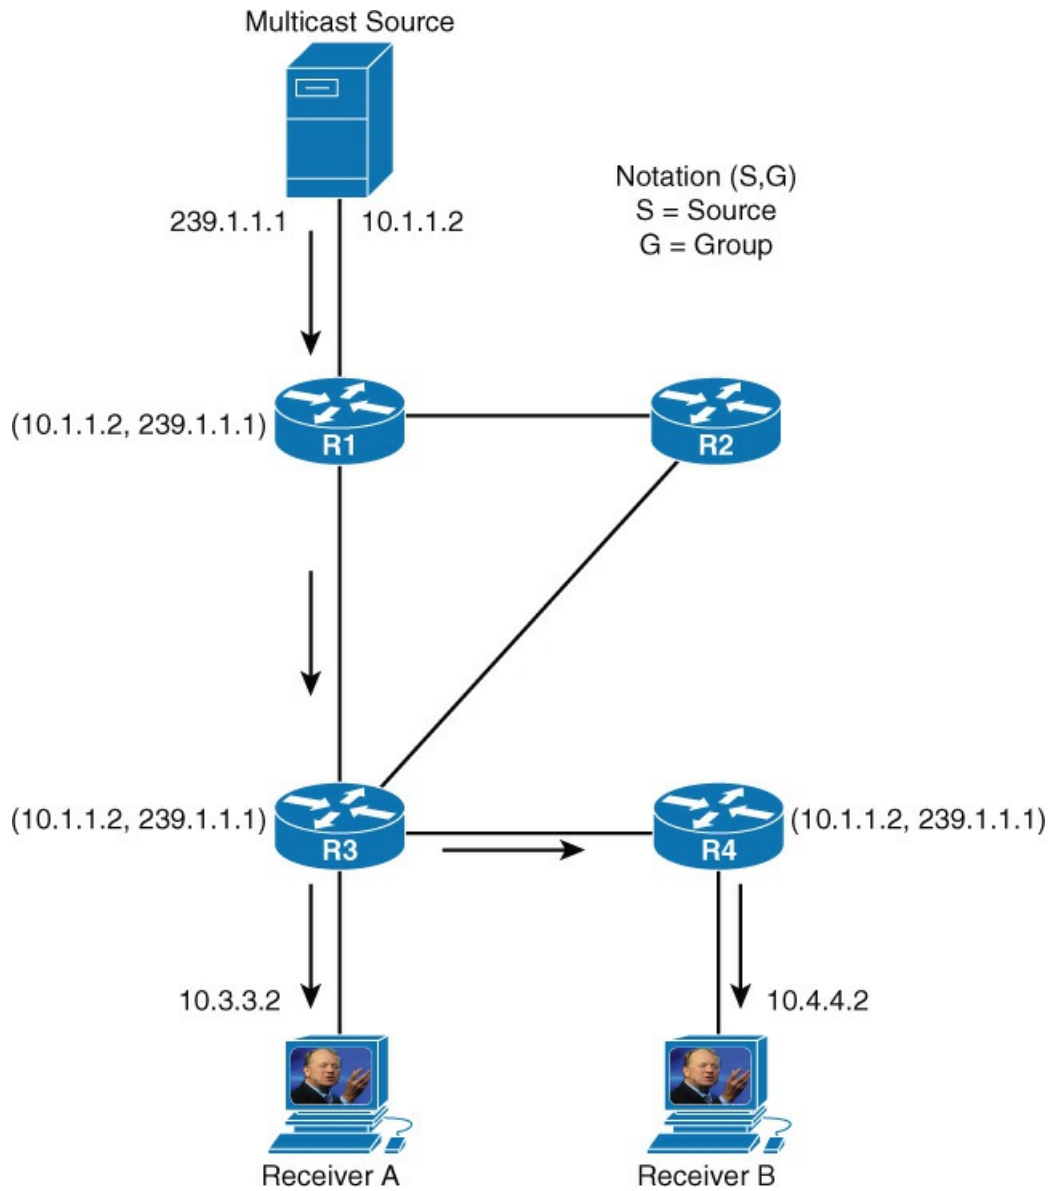 Multicast Source
Notation (S,G)
S = Source
G = Group
239.1.1.1
10.1.1.2
(10.1.1.2, 239.1.1.1)
R1
R2
(10.1.1.2, 239.1.1.1)
R3
R4
(10.1.1.2, 239.1.1.1)
10.3.3.2
10.4.4.2
Receiver A
Receiver B